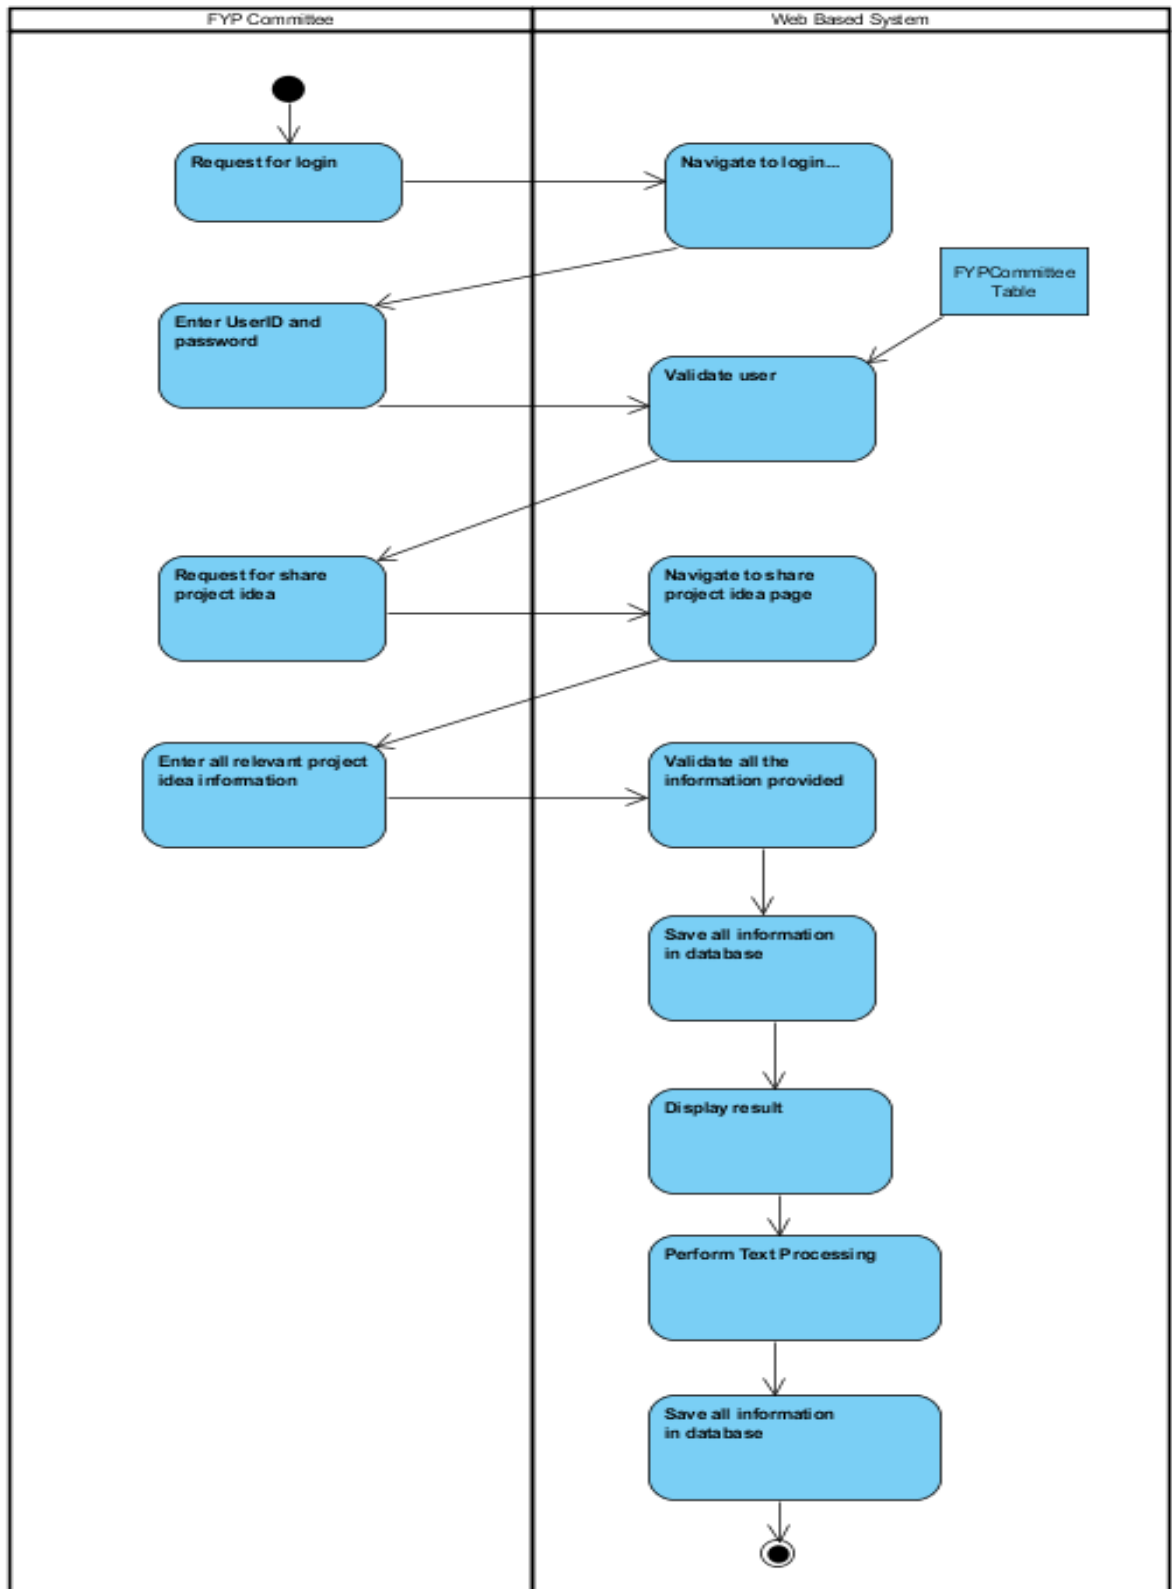 FYP Committee
Web Based System
Request for login
Navigate to login...
FYPCommittee
Table
Enter UserID and
password
Validate user
Request for share
project idea
Navigate to share
project idea page
Enter all relevant project
idea information
Validate all the
information provided
Save all information
in database
Display result
Perform Text Processing
Save all information
in database